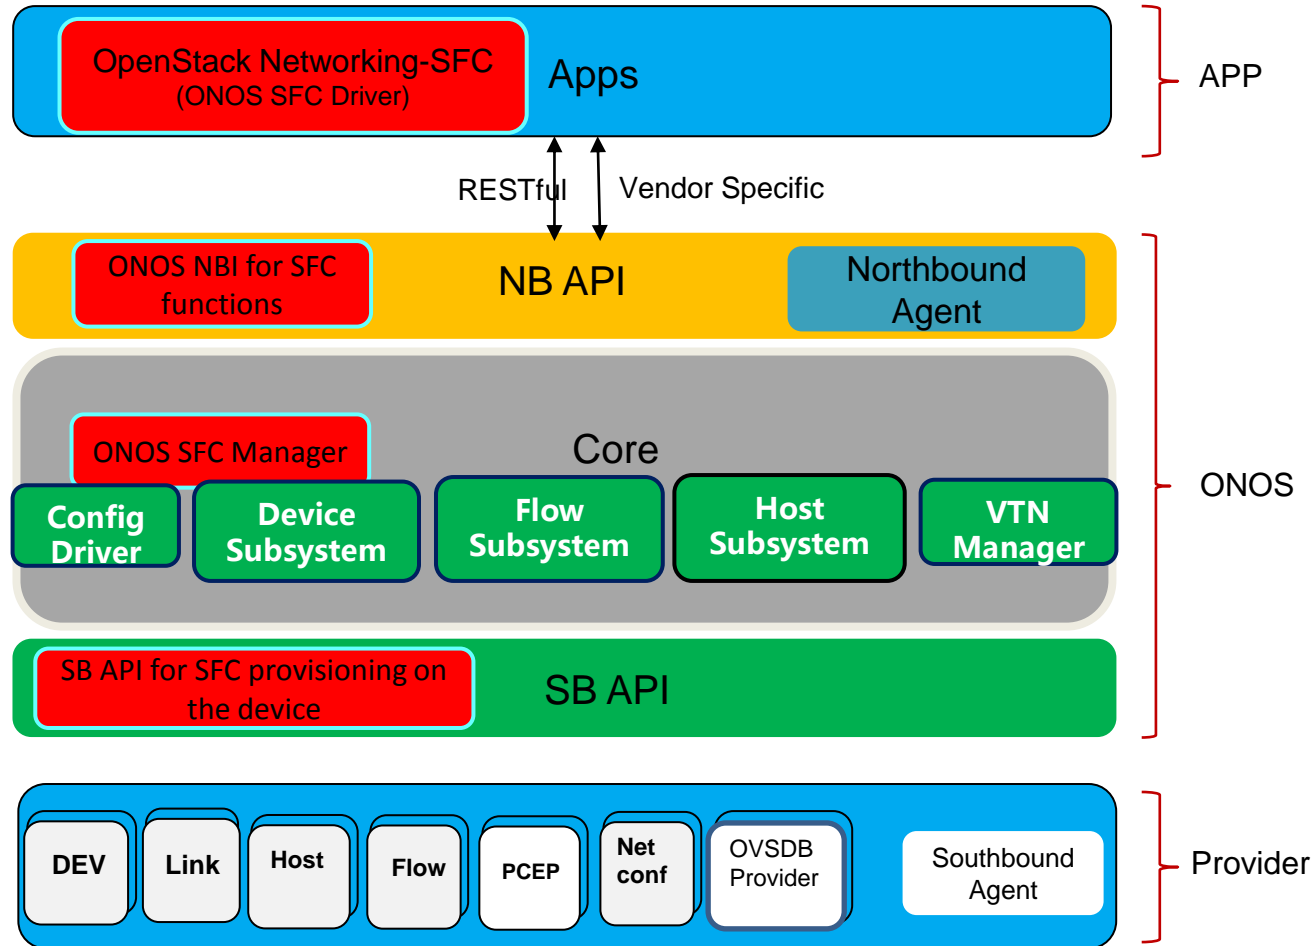 OpenStack Networking-SFC
(ONOS SFC Driver)
Apps
APP
RESTful
Vendor Specific
ONOS NBI for SFC
functions
NB API
Northbound
Agent
ONOS SFC Manager
Core
Config
Driver
Device
Subsystem
Flow
Subsystem
Host
Subsystem
VTN
Manager
ONOS
SB API for SFC provisioning on
the device
SB API
DEV
Link
Host
Flow
PCEP
Net
conf
OVSDB
Provider
Southbound
Agent
Provider